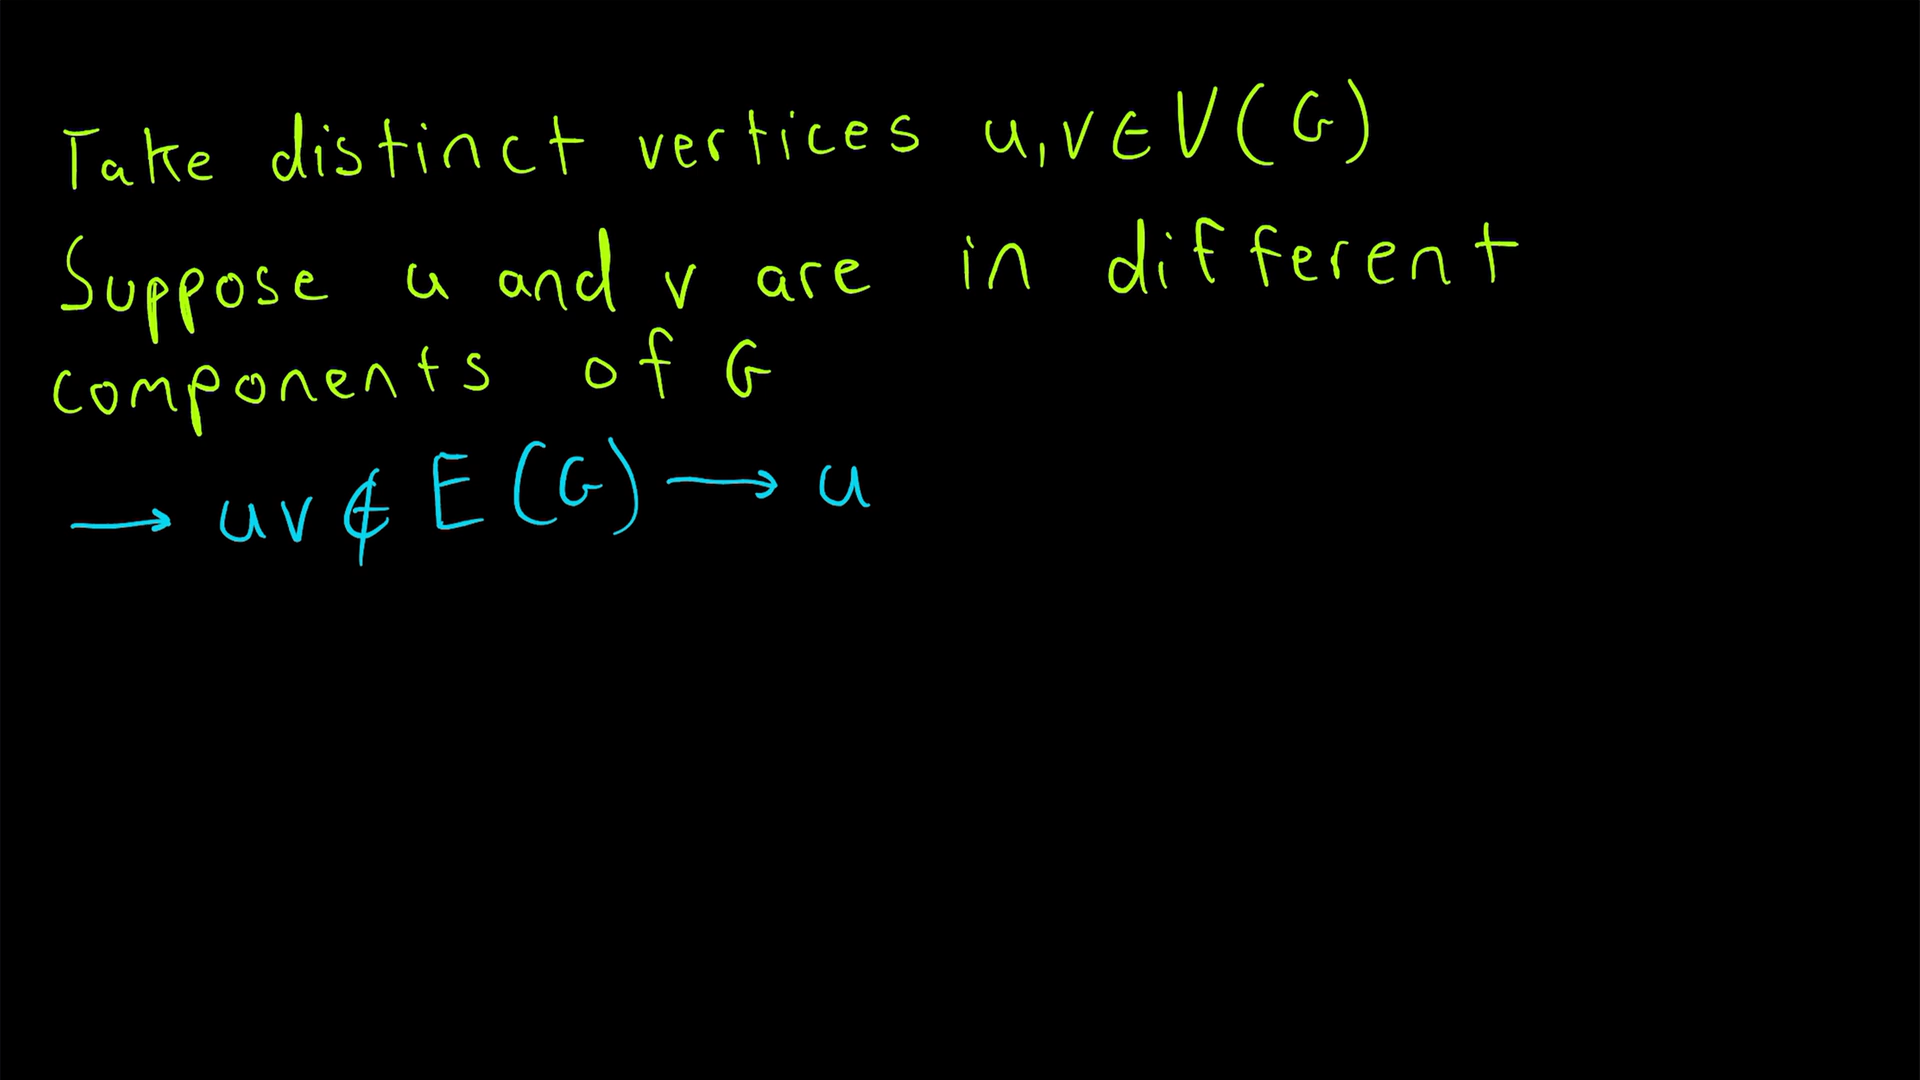 Take distinct vertices u,v∈V(G)
Suppose u and v are in different
components of G
→ uv∉E(G) → u